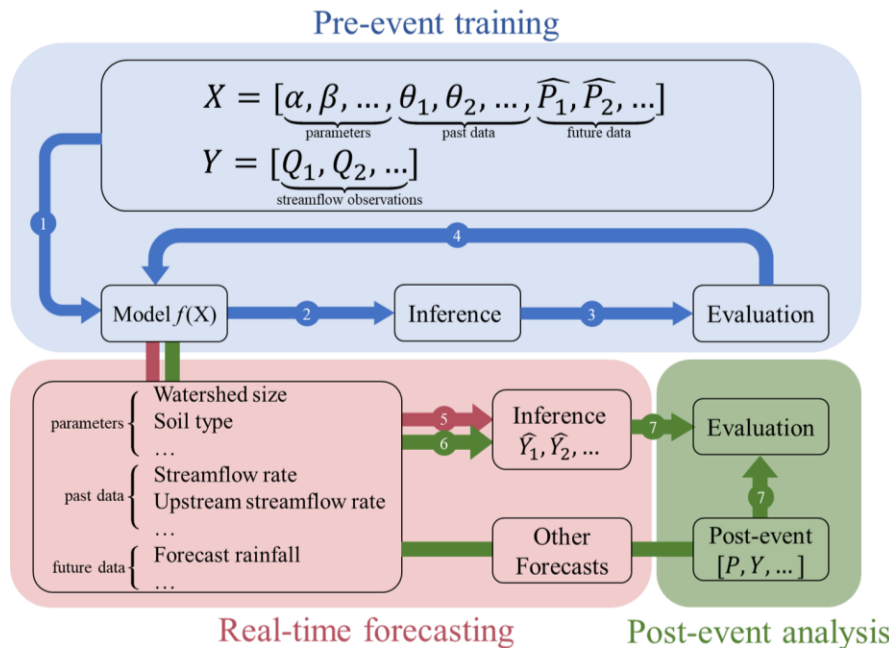 Pre-event training
X = [α, β, …, θ₁, θ₂, …, P̂₁, P̂₂, …]
parameters past data future data
Y = [Q₁, Q₂, …]
streamflow observations
1
4
Model f(X)
2
Inference
3
Evaluation
parameters
Watershed size
Soil type
…
past data
Streamflow rate
Upstream streamflow rate
…
future data
Forecast rainfall
…
5
6
Inference
Ŷ₁, Ŷ₂, …
7
Evaluation
7
Other
Forecasts
Post-event
[P, Y, …]
Real-time forecasting
Post-event analysis